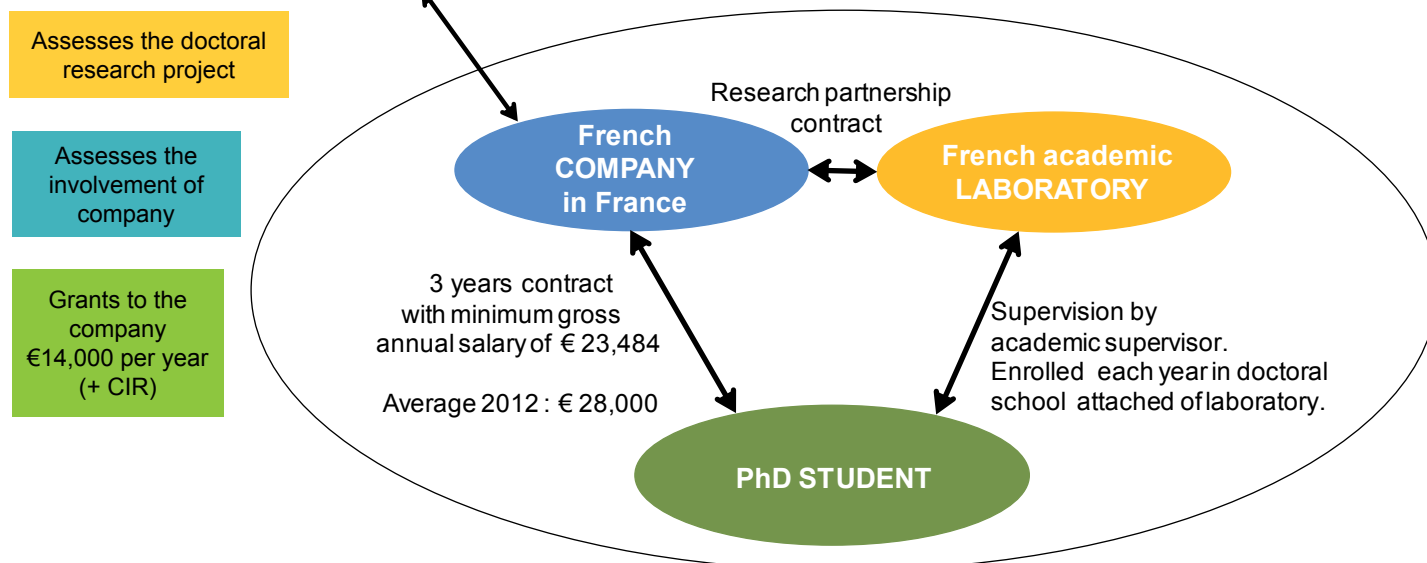 Assesses the doctoral
research project
Assesses the
involvement of
company
Grants to the
company
€14,000 per year
(+ CIR)
Research partnership
contract
French
COMPANY
in France
French academic
LABORATORY
3 years contract
with minimum gross
annual salary of € 23,484
Average 2012 : € 28,000
Supervision by
academic supervisor.
Enrolled each year in doctoral
school attached of laboratory.
PhD STUDENT